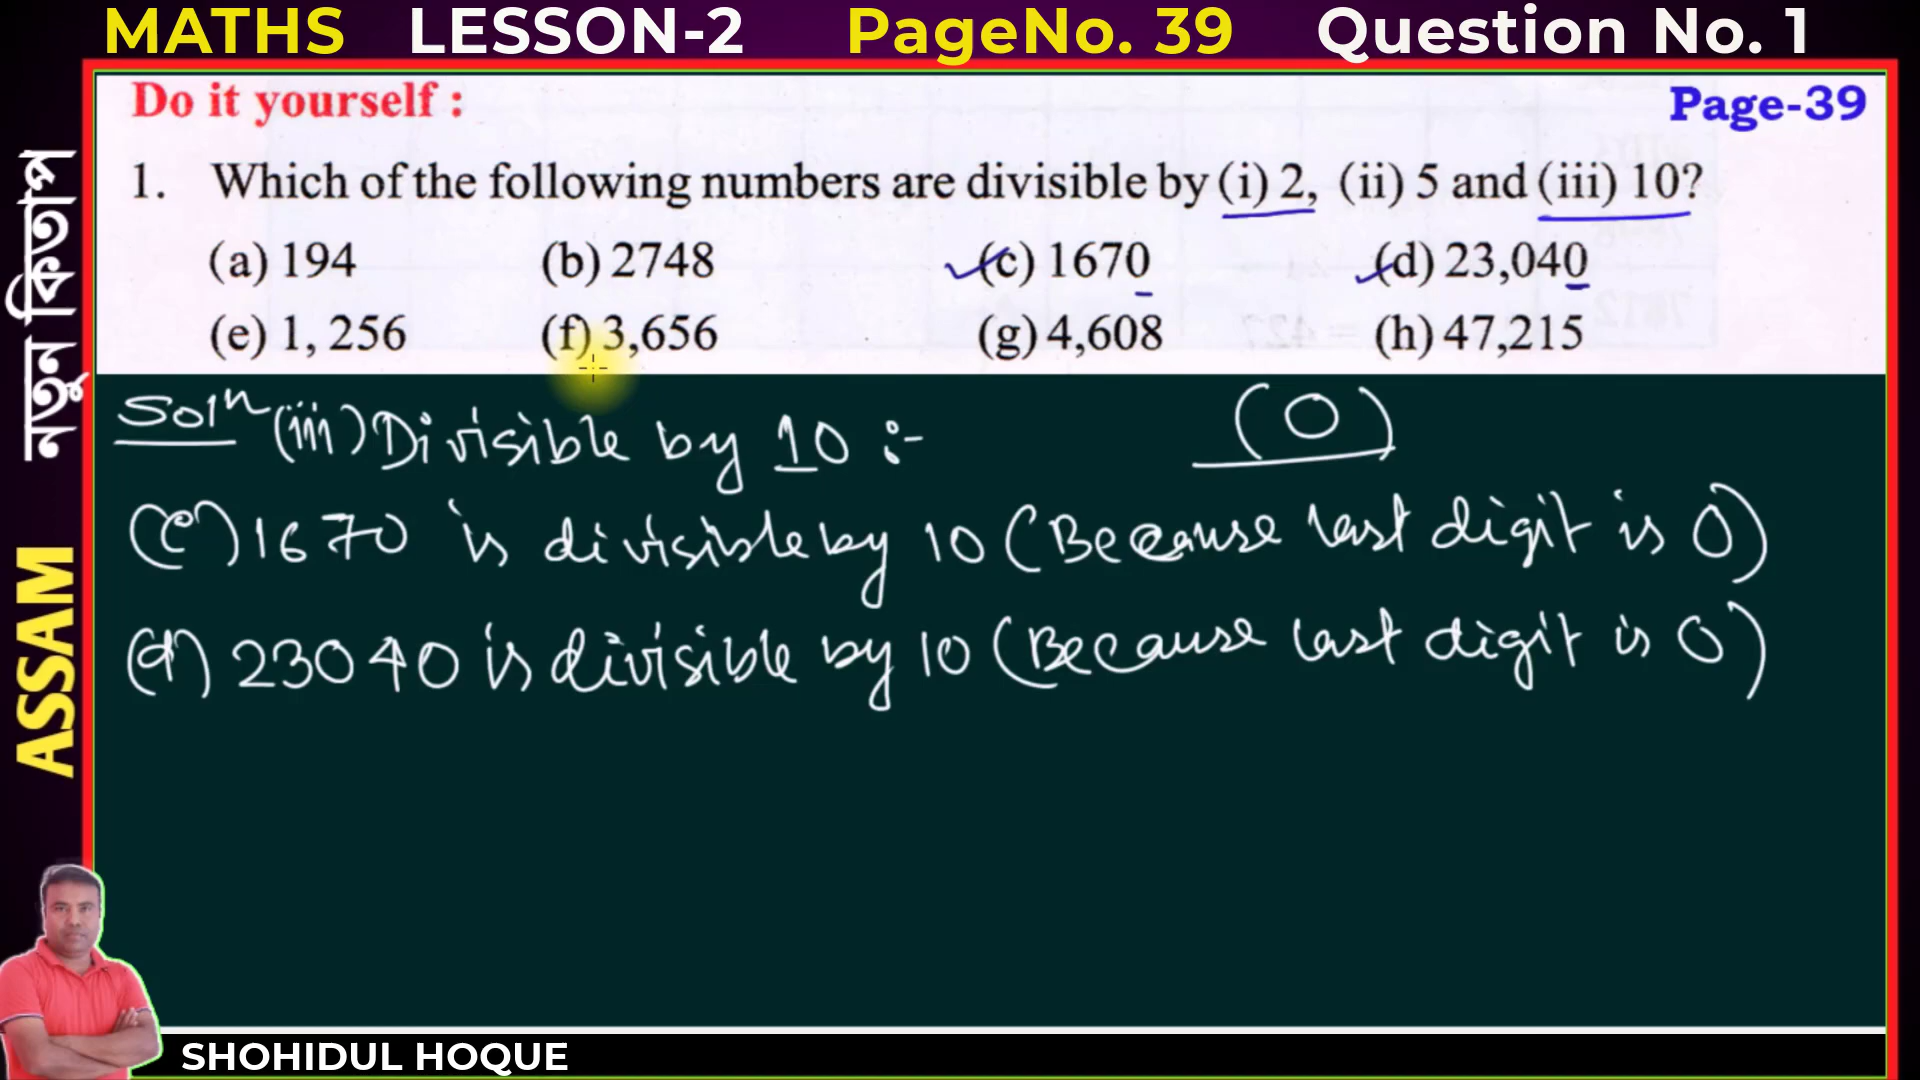 MATHS LESSON-2 PageNo. 39 Question No. 1
Do it yourself :
Page-39
1. Which of the following numbers are divisible by (i) 2, (ii) 5 and (iii) 10?
(a) 194 (b) 2748 (c) 1670 (d) 23,040
(e) 1, 256 (f) 3,656 (g) 4,608 (h) 47,215
Solⁿ (iii) Divisible by 10 :- (0)
(c) 1670 is divisible by 10 (Because last digit is 0)
(d) 23040 is divisible by 10 (Because last digit is 0)
নতুন কিতাপ
ASSAM
SHOHIDUL HOQUE